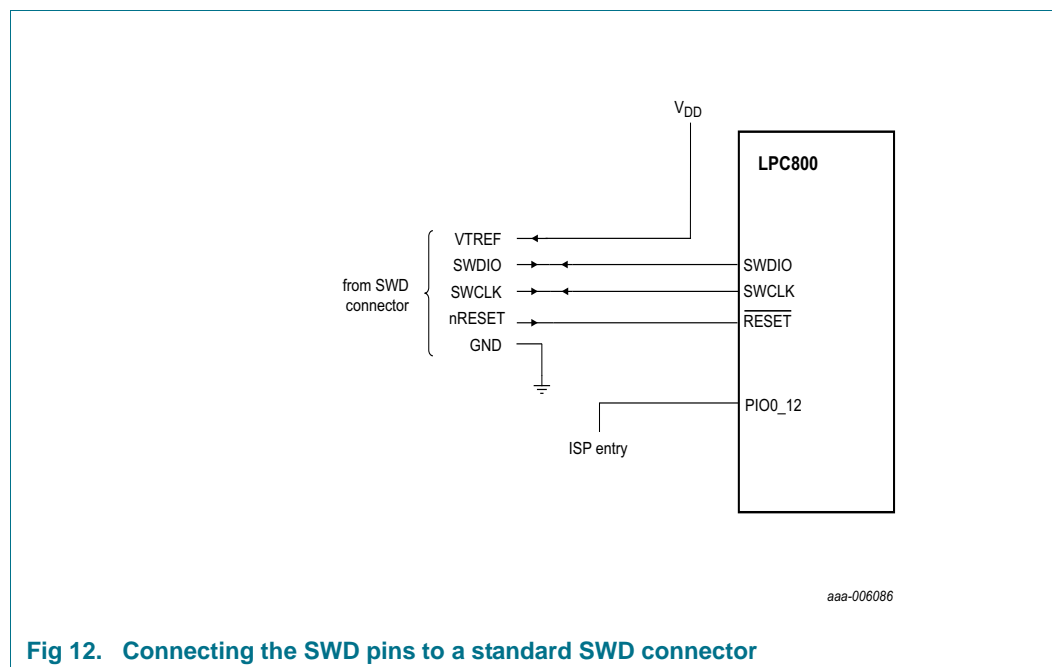 VDD
LPC800
from SWD
connector
VTREF
SWDIO
SWCLK
nRESET
GND
SWDIO
SWCLK
RESET
PIO0_12
ISP entry
aaa-006086
Fig 12. Connecting the SWD pins to a standard SWD connector